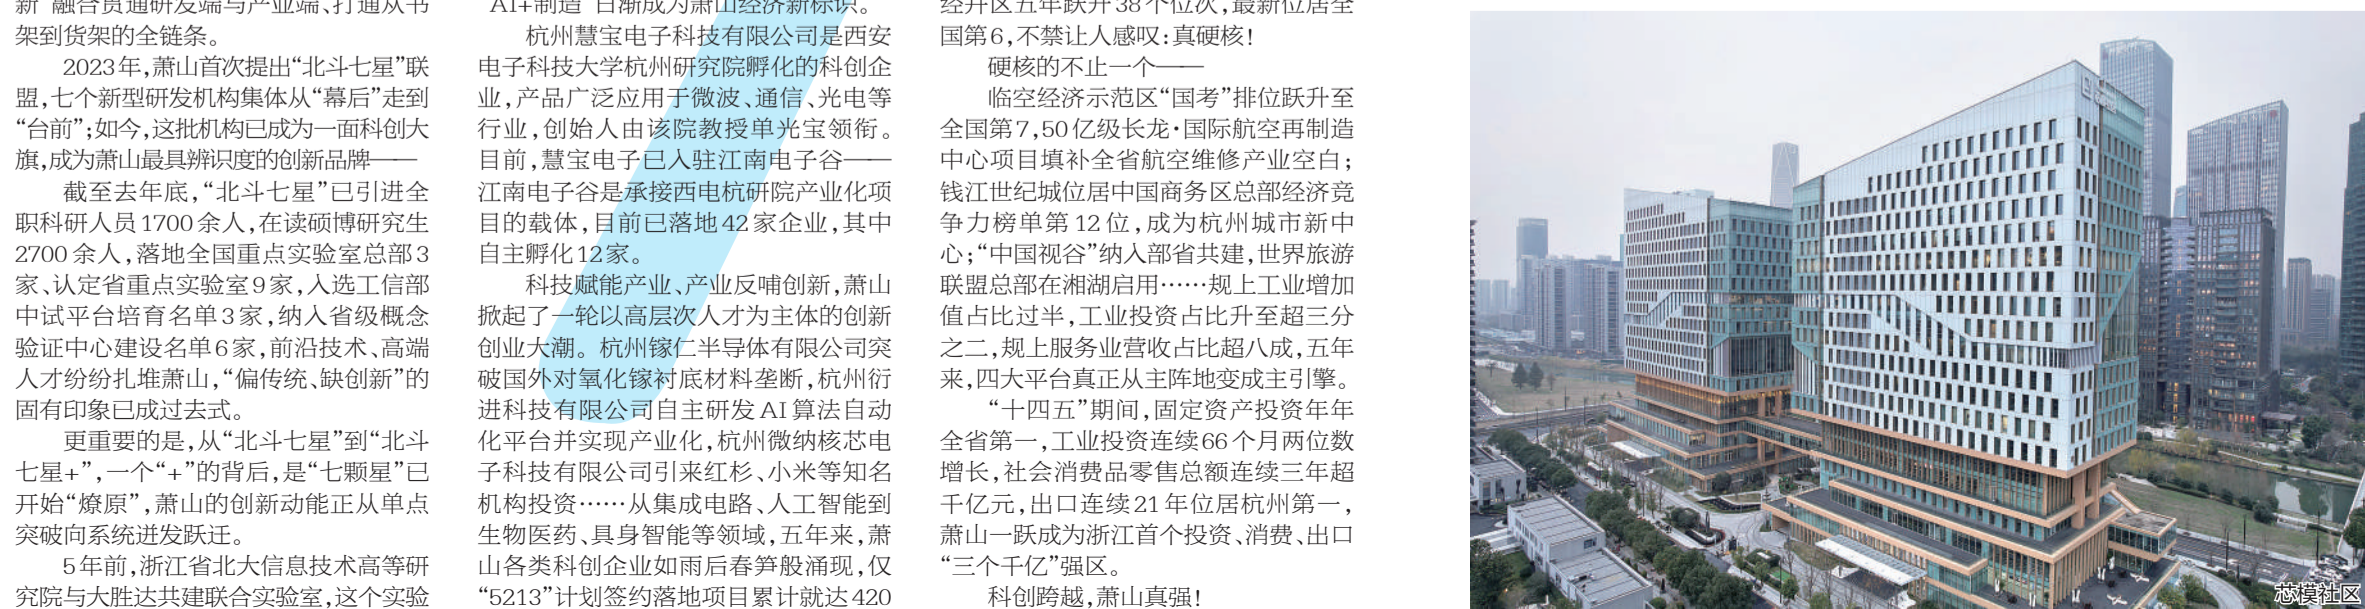 新”融合贯通研发端与产业端、打通从书
架到货架的全链条。
2023年,萧山首次提出“北斗七星”联
盟,七个新型研发机构集体从“幕后”走到
“台前”;如今,这批机构已成为一面科创大
旗,成为萧山最具辨识度的创新品牌——
截至去年底,“北斗七星”已引进全
职科研人员1700余人,在读硕博研究生
2700余人,落地全国重点实验室总部3
家、认定省重点实验室9家,入选工信部
中试平台培育名单3家,纳入省级概念
验证中心建设名单6家,前沿技术、高端
人才纷纷扎堆萧山,“偏传统、缺创新”的
固有印象已成过去式。
更重要的是,从“北斗七星”到“北斗
七星+”,一个“+”的背后,是“七颗星”已
开始“燎原”,萧山的创新动能正从单点
突破向系统迸发跃迁。
5年前,浙江省北大信息技术高等研
究院与大胜达共建联合实验室,这个实验
“AI+制造”日渐成为萧山经济新标识。
杭州慧宝电子科技有限公司是西安
电子科技大学杭州研究院孵化的科创企
业,产品广泛应用于微波、通信、光电等
行业,创始人由该院教授单光宝领衔。
目前,慧宝电子已入驻江南电子谷——
江南电子谷是承接西电杭研院产业化项
目的载体,目前已落地42家企业,其中
自主孵化12家。
科技赋能产业、产业反哺创新,萧山
掀起了一轮以高层次人才为主体的创新
创业大潮。杭州镓仁半导体有限公司突
破国外对氧化镓衬底材料垄断,杭州衍
进科技有限公司自主研发AI算法自动
化平台并实现产业化,杭州微纳核芯电
子科技有限公司引来红杉、小米等知名
机构投资……从集成电路、人工智能到
生物医药、具身智能等领域,五年来,萧
山各类科创企业如雨后春笋般涌现,仅
“5213”计划签约落地项目累计就达420
经开区五年跃升38个位次,最新位居全
国第6,不禁让人感叹:真硬核!
硬核的不止一个——
临空经济示范区“国考”排位跃升至
全国第7,50亿级长龙·国际航空再制造
中心项目填补全省航空维修产业空白;
钱江世纪城位居中国商务区总部经济竞
争力榜单第12位,成为杭州城市新中
心;“中国视谷”纳入部省共建,世界旅游
联盟总部在湘湖启用……规上工业增加
值占比过半,工业投资占比升至超三分
之二,规上服务业营收占比超八成,五年
来,四大平台真正从主阵地变成主引擎。
“十四五”期间,固定资产投资年年
全省第一,工业投资连续66个月两位数
增长,社会消费品零售总额连续三年超
千亿元,出口连续21年位居杭州第一,
萧山一跃成为浙江首个投资、消费、出口
“三个千亿”强区。
科创跨越,萧山真强!
芯模社区